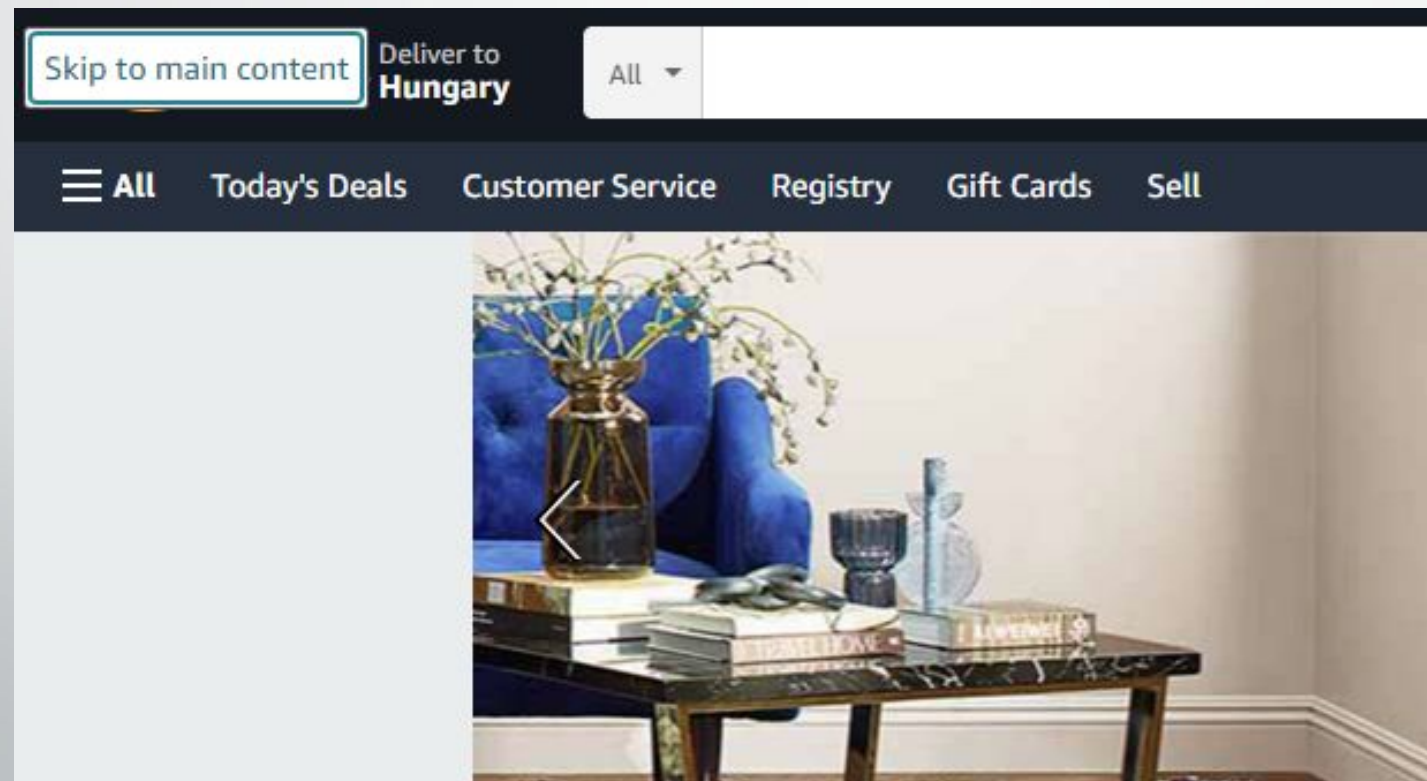 Skip to main content
Deliver to
Hungary
All
All
Today's Deals
Customer Service
Registry
Gift Cards
Sell